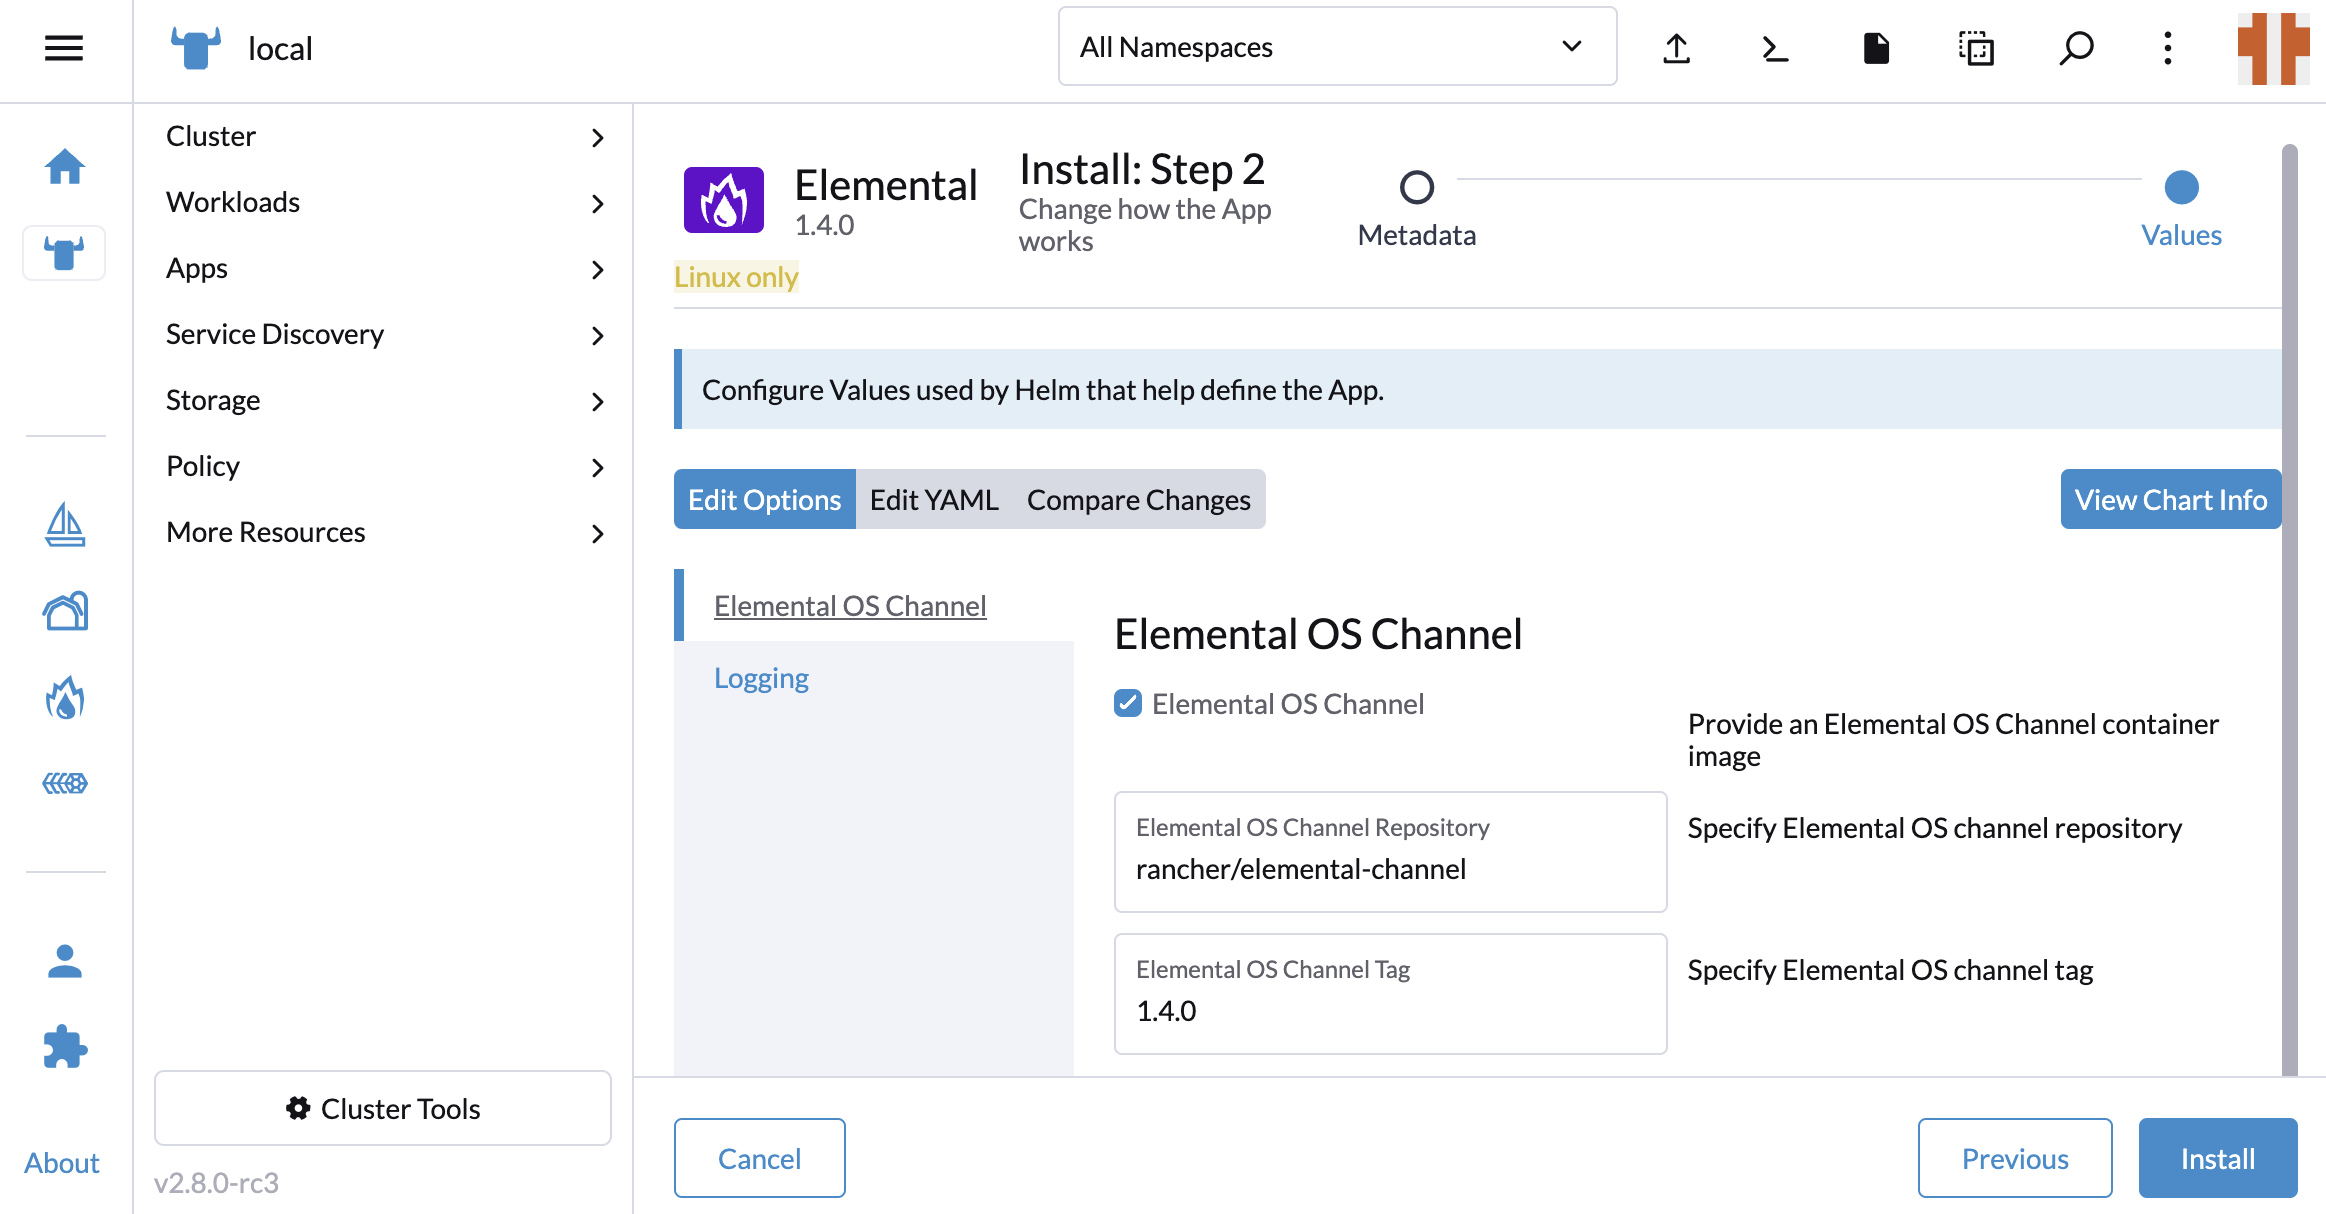 local
All Namespaces
Cluster
Workloads
Apps
Service Discovery
Storage
Policy
More Resources
Cluster Tools
v2.8.0-rc3
About
Elemental
1.4.0
Linux only
Install: Step 2
Change how the App
works
Metadata
Values
Configure Values used by Helm that help define the App.
Edit Options
Edit YAML
Compare Changes
View Chart Info
Elemental OS Channel
Logging
Elemental OS Channel
Elemental OS Channel
Provide an Elemental OS Channel container
image
Elemental OS Channel Repository
rancher/elemental-channel
Specify Elemental OS channel repository
Elemental OS Channel Tag
1.4.0
Specify Elemental OS channel tag
Cancel
Previous
Install